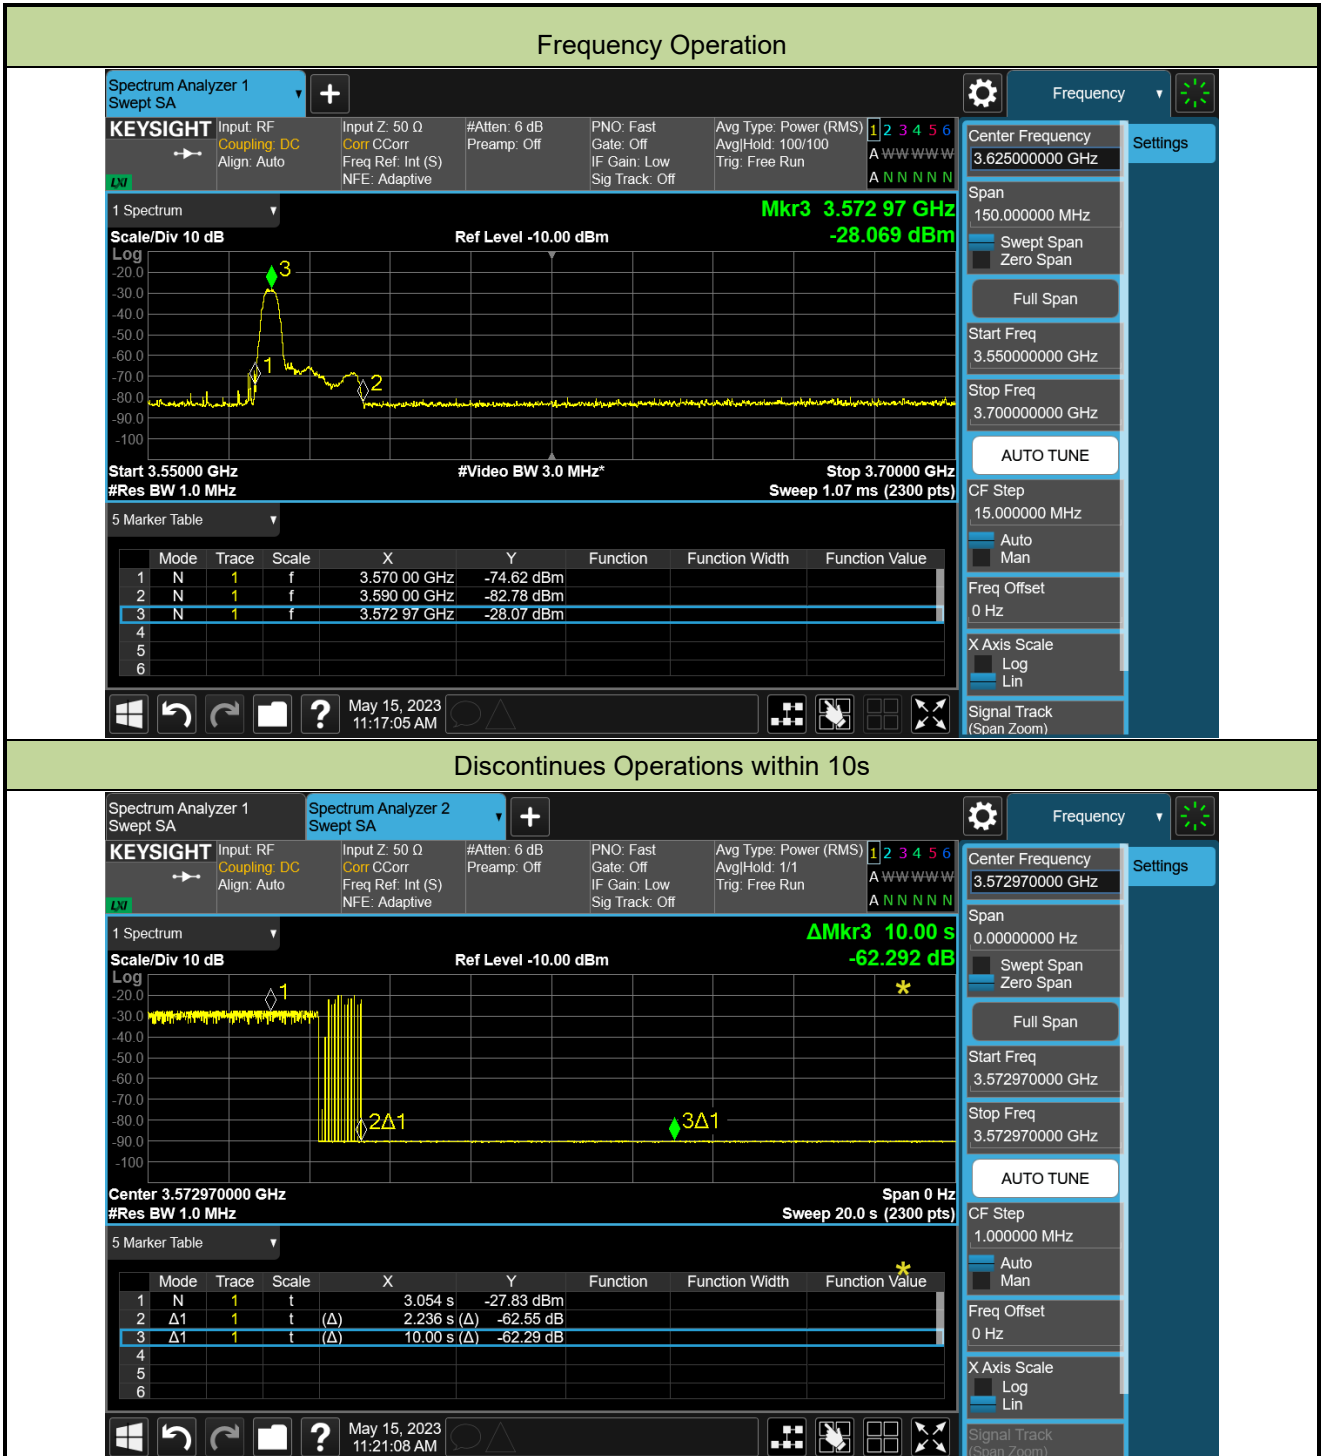 Frequency Operation
Spectrum Analyzer 1
Swept SA
Frequency
KEYSIGHT
LXI
Input: RF
Coupling: DC
Align: Auto
Input Z: 50 Ω
Corr CCorr
Freq Ref: Int (S)
NFE: Adaptive
#Atten: 6 dB
Preamp: Off
PNO: Fast
Gate: Off
IF Gain: Low
Sig Track: Off
Avg Type: Power (RMS)
Avg|Hold: 100/100
Trig: Free Run
1 2 3 4 5 6
A W W W W W
A N N N N N
Center Frequency
3.625000000 GHz
Settings
1 Spectrum
Mkr3 3.572 97 GHz
Scale/Div 10 dB
Ref Level -10.00 dBm
-28.069 dBm
Log
-20.0
-30.0
-40.0
-50.0
-60.0
-70.0
-80.0
-90.0
-100
3
1
2
Start 3.55000 GHz
#Video BW 3.0 MHz*
Stop 3.70000 GHz
#Res BW 1.0 MHz
Sweep 1.07 ms (2300 pts)
Span
150.000000 MHz
Swept Span
Zero Span
Full Span
Start Freq
3.550000000 GHz
Stop Freq
3.700000000 GHz
AUTO TUNE
CF Step
15.000000 MHz
Auto
Man
Freq Offset
0 Hz
X Axis Scale
Log
Lin
Signal Track
(Span Zoom)
5 Marker Table
Mode Trace Scale X Y Function Function Width Function Value
1 N 1 f 3.570 00 GHz -74.62 dBm
2 N 1 f 3.590 00 GHz -82.78 dBm
3 N 1 f 3.572 97 GHz -28.07 dBm
4
5
6
?
May 15, 2023
11:17:05 AM
Discontinues Operations within 10s
Spectrum Analyzer 1
Swept SA
Spectrum Analyzer 2
Swept SA
Frequency
KEYSIGHT
LXI
Input: RF
Coupling: DC
Align: Auto
Input Z: 50 Ω
Corr CCorr
Freq Ref: Int (S)
NFE: Adaptive
#Atten: 6 dB
Preamp: Off
PNO: Fast
Gate: Off
IF Gain: Low
Sig Track: Off
Avg Type: Power (RMS)
Avg|Hold: 1/1
Trig: Free Run
1 2 3 4 5 6
A W W W W W
A N N N N N
Center Frequency
3.572970000 GHz
Settings
1 Spectrum
ΔMkr3 10.00 s
Scale/Div 10 dB
Ref Level -10.00 dBm
-62.292 dB
Log
-20.0
-30.0
-40.0
-50.0
-60.0
-70.0
-80.0
-90.0
-100
1
2Δ1
3Δ1
*
Center 3.572970000 GHz
Span 0 Hz
#Res BW 1.0 MHz
Sweep 20.0 s (2300 pts)
Span
0.00000000 Hz
Swept Span
Zero Span
Full Span
Start Freq
3.572970000 GHz
Stop Freq
3.572970000 GHz
AUTO TUNE
CF Step
1.000000 MHz
Auto
Man
Freq Offset
0 Hz
X Axis Scale
Log
Lin
Signal Track
(Span Zoom)
5 Marker Table
*
Mode Trace Scale X Y Function Function Width Function Value
1 N 1 t 3.054 s -27.83 dBm
2 Δ1 1 t (Δ) 2.236 s (Δ) -62.55 dB
3 Δ1 1 t (Δ) 10.00 s (Δ) -62.29 dB
4
5
6
?
May 15, 2023
11:21:08 AM